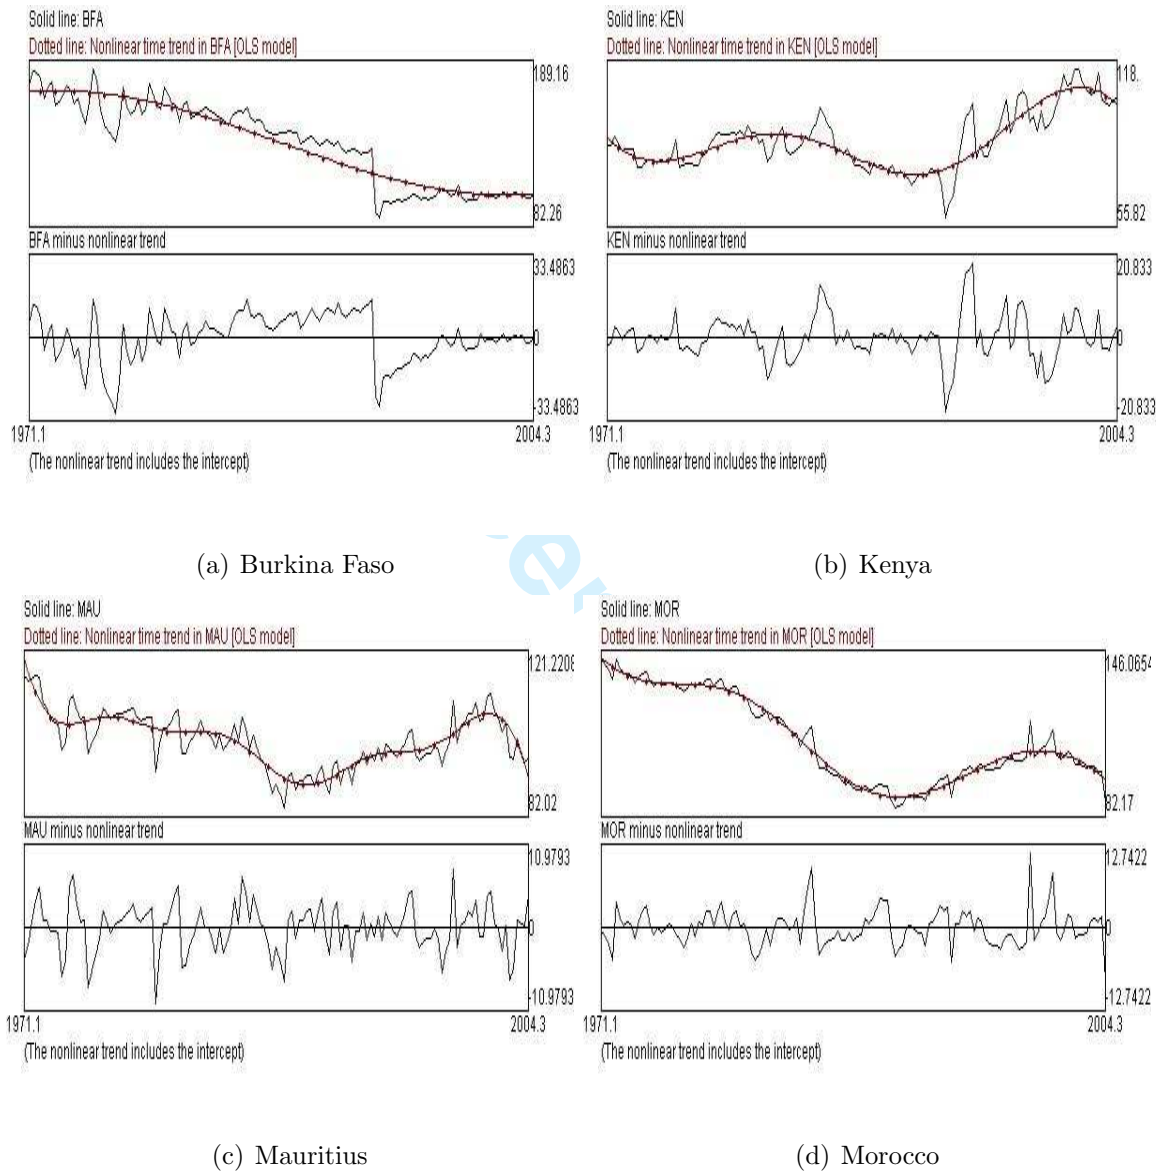 Solid line: BFA
Dotted line: Nonlinear time trend in BFA [OLS model]
189.16
82.26
BFA minus nonlinear trend
33.4863
0
-33.4863
1971.1
2004.3
(The nonlinear trend includes the intercept)
(a) Burkina Faso
Solid line: KEN
Dotted line: Nonlinear time trend in KEN [OLS model]
118.
55.82
KEN minus nonlinear trend
20.833
0
-20.833
1971.1
2004.3
(The nonlinear trend includes the intercept)
(b) Kenya
Solid line: MAU
Dotted line: Nonlinear time trend in MAU [OLS model]
121.2206
82.02
MAU minus nonlinear trend
10.9793
0
-10.9793
1971.1
2004.3
(The nonlinear trend includes the intercept)
(c) Mauritius
Solid line: MOR
Dotted line: Nonlinear time trend in MOR [OLS model]
146.0654
82.17
MOR minus nonlinear trend
12.7422
0
-12.7422
1971.1
2004.3
(The nonlinear trend includes the intercept)
(d) Morocco